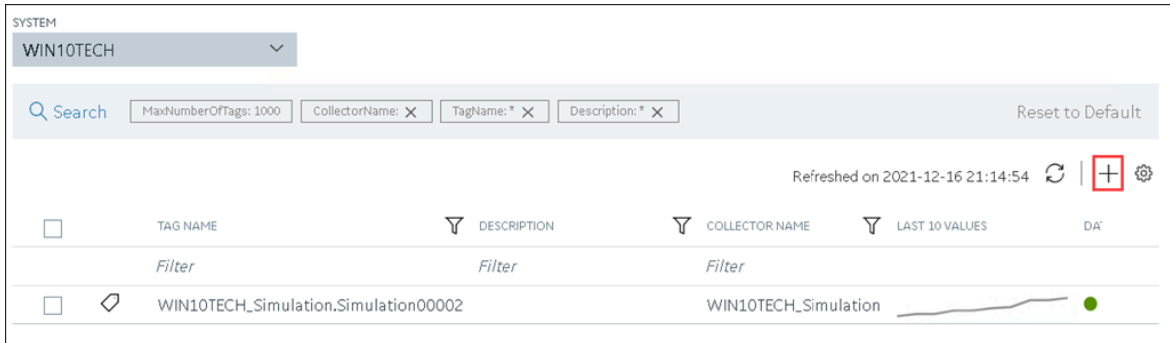 SYSTEM
WIN10TECH
Search MaxNumberOfTags: 1000 CollectorName: TagName:* Description:* Reset to Default
Refreshed on 2021-12-16 21:14:54
TAG NAME DESCRIPTION COLLECTOR NAME LAST 10 VALUES DA
Filter Filter Filter
WIN10TECH_Simulation.Simulation00002 WIN10TECH_Simulation